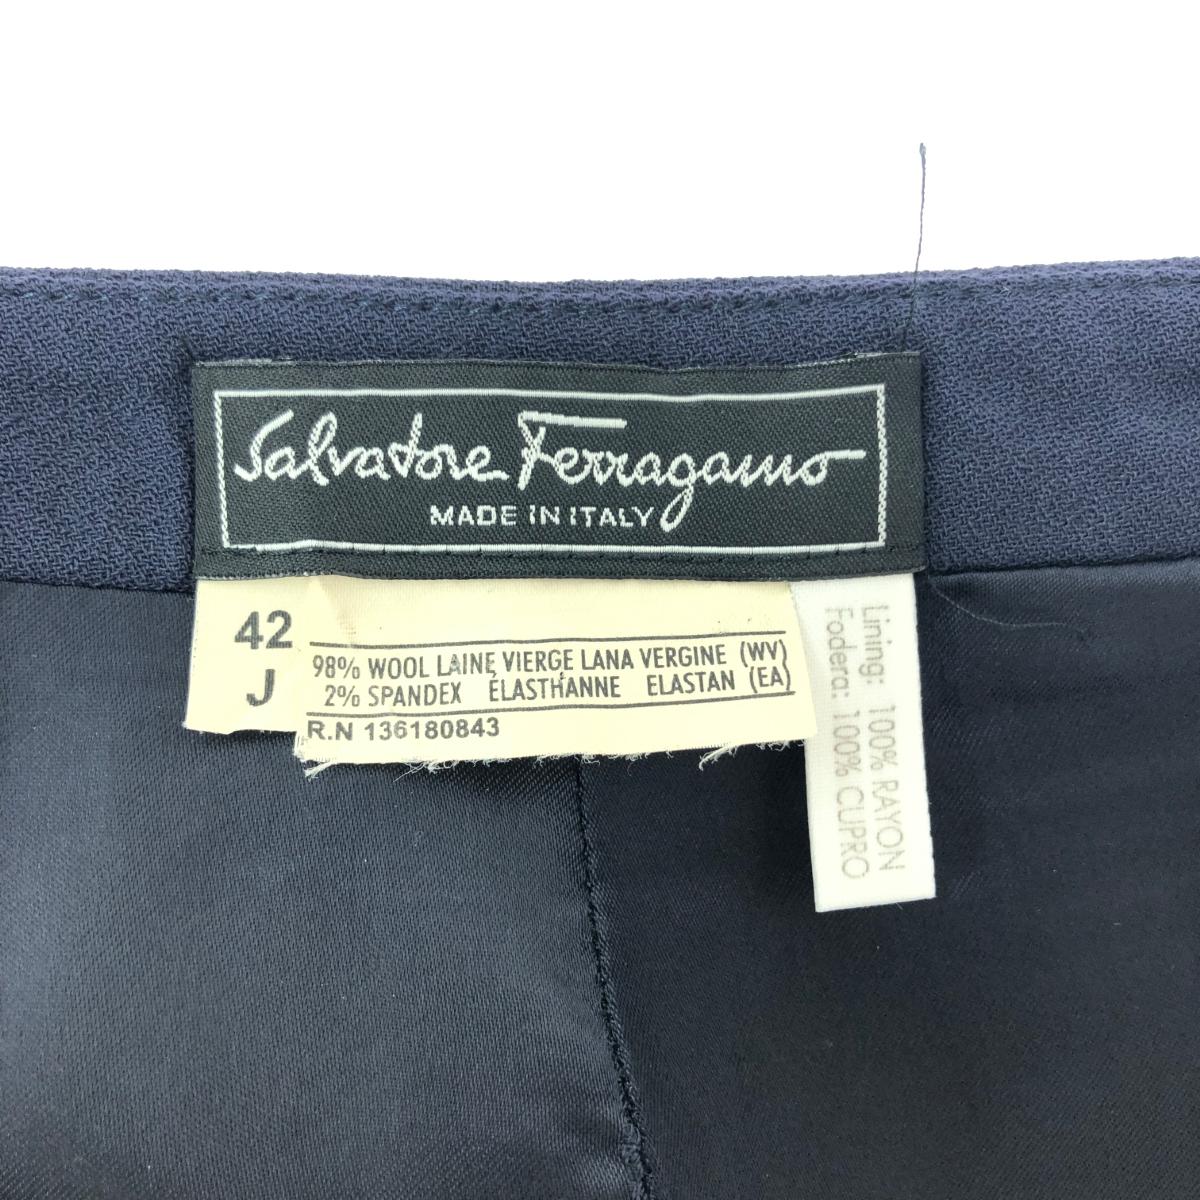 Salvatore Ferragamo
MADE IN ITALY
42
J
98% WOOL LAINE VIERGE LANA VERGINE (WV)
2% SPANDEX ÉLASTHANNE ELASTAN (EA)
R.N 136180843
Lining: 100% RAYON
Fodera: 100% CUPRO